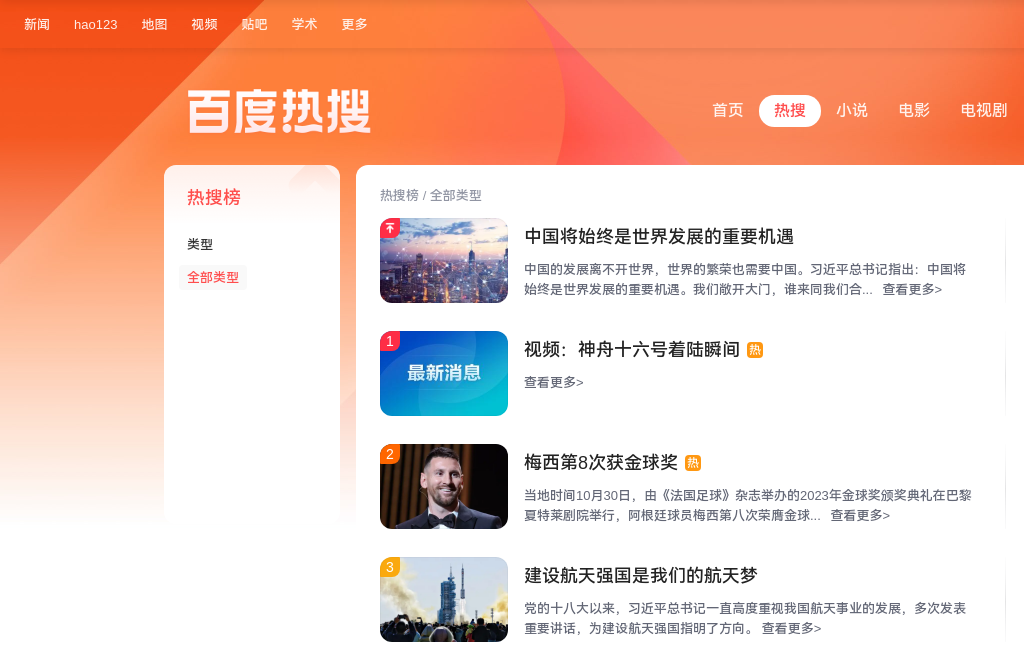 新闻 hao123 地图 视频 贴吧 学术 更多
百度热搜
首页 热搜 小说 电影 电视剧
热搜榜
类型
全部类型
热搜榜 / 全部类型
中国将始终是世界发展的重要机遇
中国的发展离不开世界，世界的繁荣也需要中国。习近平总书记指出：中国将
始终是世界发展的重要机遇。我们敞开大门，谁来同我们合... 查看更多>
1
最新消息
视频：神舟十六号着陆瞬间 热
查看更多>
2
梅西第8次获金球奖 热
当地时间10月30日，由《法国足球》杂志举办的2023年金球奖颁奖典礼在巴黎
夏特莱剧院举行，阿根廷球员梅西第八次荣膺金球... 查看更多>
3
建设航天强国是我们的航天梦
党的十八大以来，习近平总书记一直高度重视我国航天事业的发展，多次发表
重要讲话，为建设航天强国指明了方向。 查看更多>